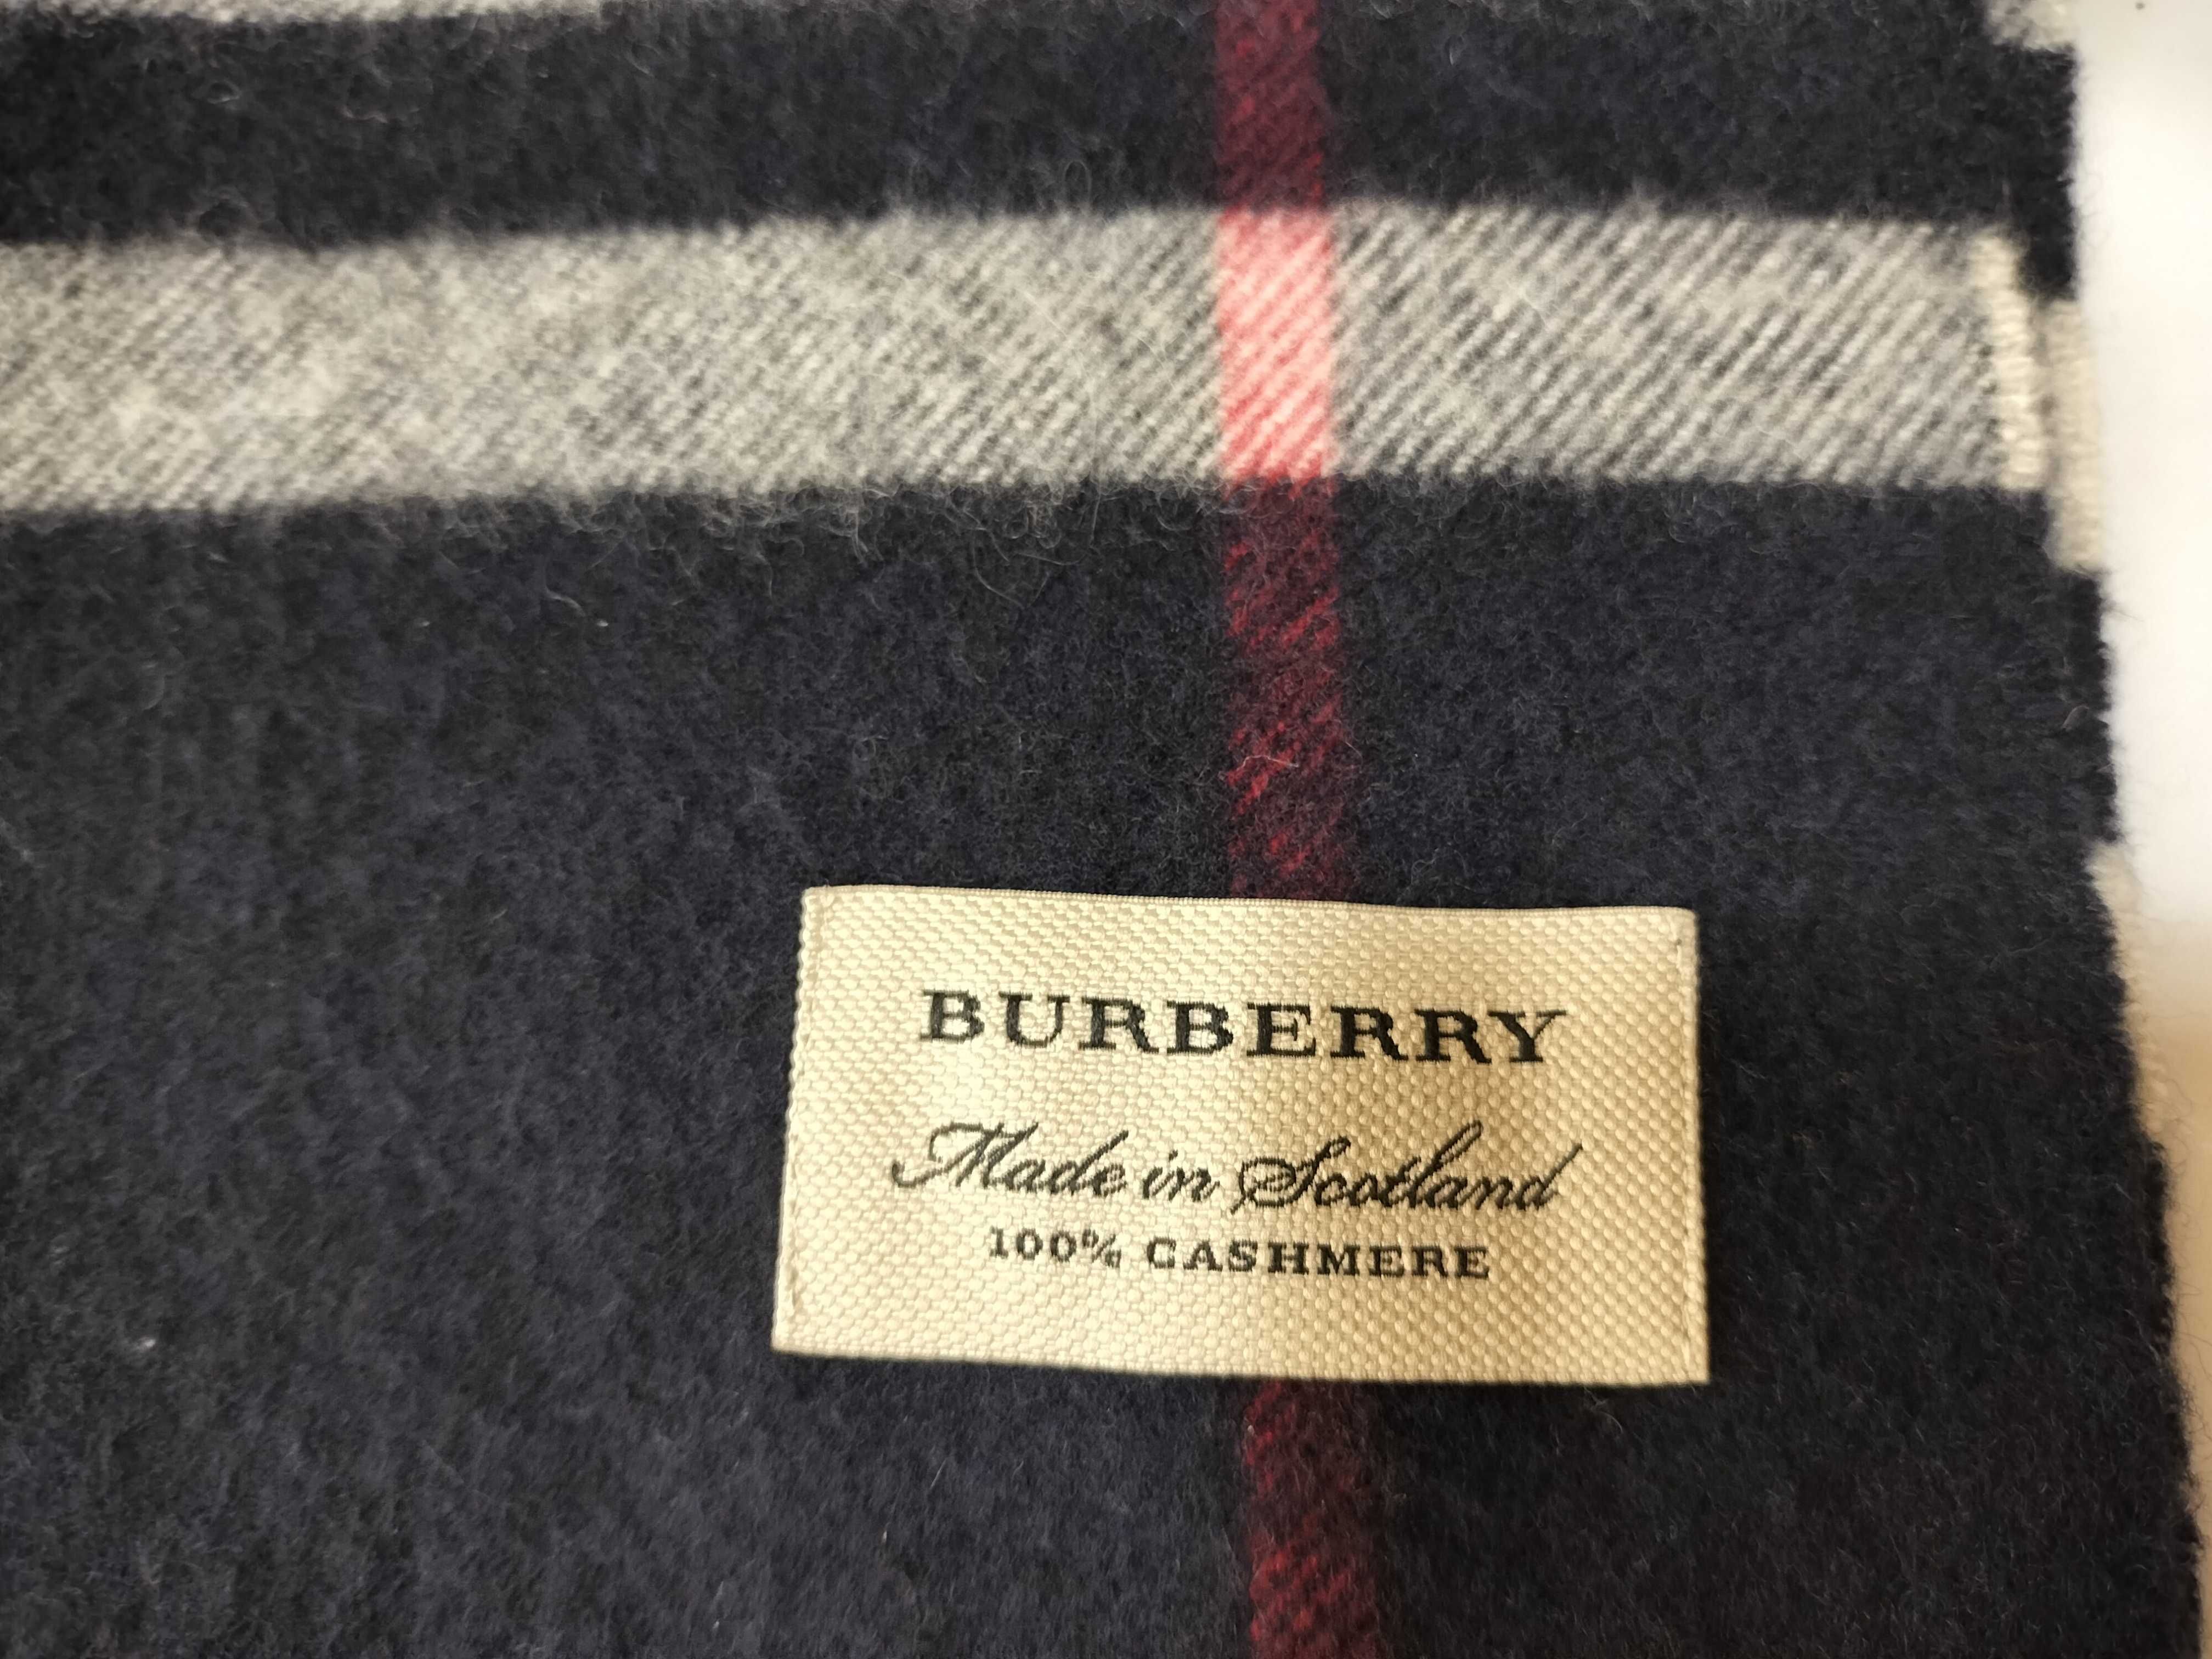 BURBERRY
Made in Scotland
100% CASHMERE